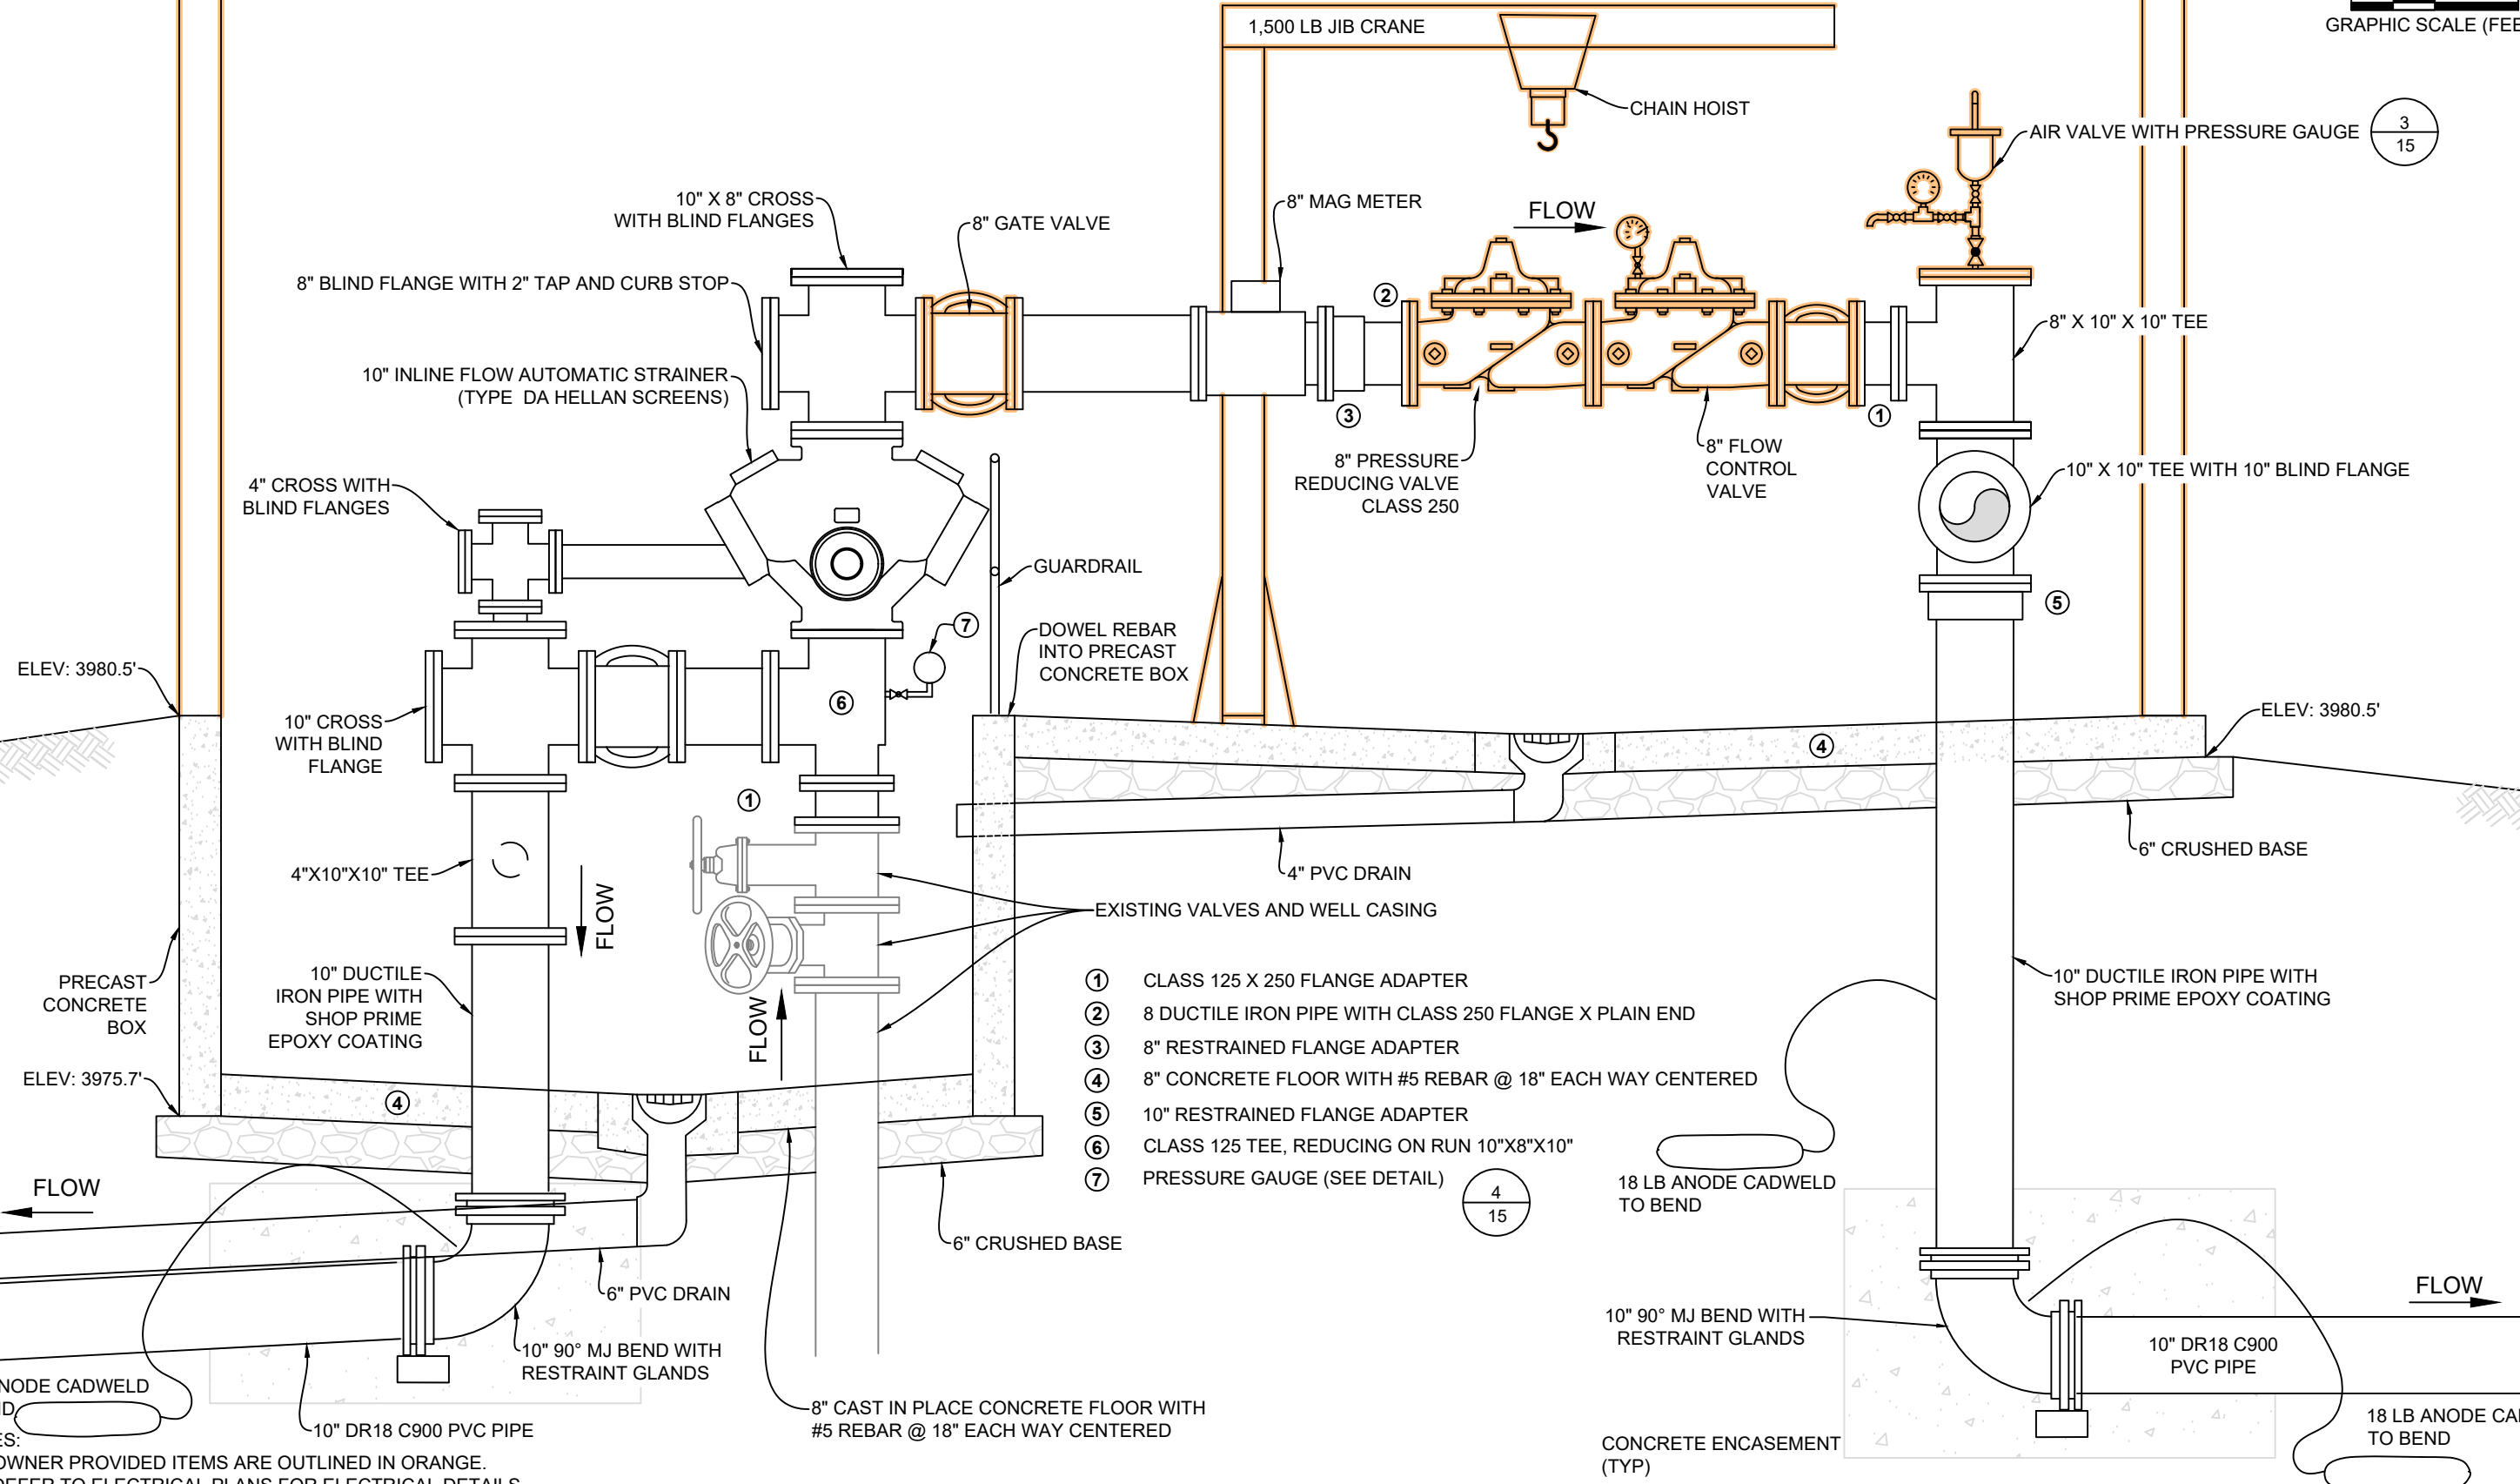 1,500 LB JIB CRANE
GRAPHIC SCALE (FEE
CHAIN HOIST
AIR VALVE WITH PRESSURE GAUGE
3
15
10" X 8" CROSS
WITH BLIND FLANGES
8" GATE VALVE
8" MAG METER
FLOW
8" BLIND FLANGE WITH 2" TAP AND CURB STOP
2
8" X 10" X 10" TEE
10" INLINE FLOW AUTOMATIC STRAINER
(TYPE DA HELLAN SCREENS)
3
1
8" PRESSURE
REDUCING VALVE
CLASS 250
8" FLOW
CONTROL
VALVE
10" X 10" TEE WITH 10" BLIND FLANGE
4" CROSS WITH
BLIND FLANGES
GUARDRAIL
5
7
DOWEL REBAR
INTO PRECAST
CONCRETE BOX
ELEV: 3980.5'
10" CROSS
WITH BLIND
FLANGE
6
ELEV: 3980.5'
4
1
4"X10"X10" TEE
FLOW
4" PVC DRAIN
6" CRUSHED BASE
EXISTING VALVES AND WELL CASING
PRECAST
CONCRETE
BOX
10" DUCTILE
IRON PIPE WITH
SHOP PRIME
EPOXY COATING
FLOW
10" DUCTILE IRON PIPE WITH
SHOP PRIME EPOXY COATING
1 CLASS 125 X 250 FLANGE ADAPTER
2 8 DUCTILE IRON PIPE WITH CLASS 250 FLANGE X PLAIN END
3 8" RESTRAINED FLANGE ADAPTER
4 8" CONCRETE FLOOR WITH #5 REBAR @ 18" EACH WAY CENTERED
5 10" RESTRAINED FLANGE ADAPTER
6 CLASS 125 TEE, REDUCING ON RUN 10"X8"X10"
7 PRESSURE GAUGE (SEE DETAIL)
4
15
ELEV: 3975.7'
4
FLOW
18 LB ANODE CADWELD
TO BEND
6" CRUSHED BASE
6" PVC DRAIN
10" 90° MJ BEND WITH
RESTRAINT GLANDS
10" 90° MJ BEND WITH
RESTRAINT GLANDS
FLOW
10" DR18 C900
PVC PIPE
NODE CADWELD
ND
10" DR18 C900 PVC PIPE
8" CAST IN PLACE CONCRETE FLOOR WITH
#5 REBAR @ 18" EACH WAY CENTERED
CONCRETE ENCASEMENT
(TYP)
18 LB ANODE CA
TO BEND
ES:
OWNER PROVIDED ITEMS ARE OUTLINED IN ORANGE.
REFER TO ELECTRICAL PLANS FOR ELECTRICAL DETAILS